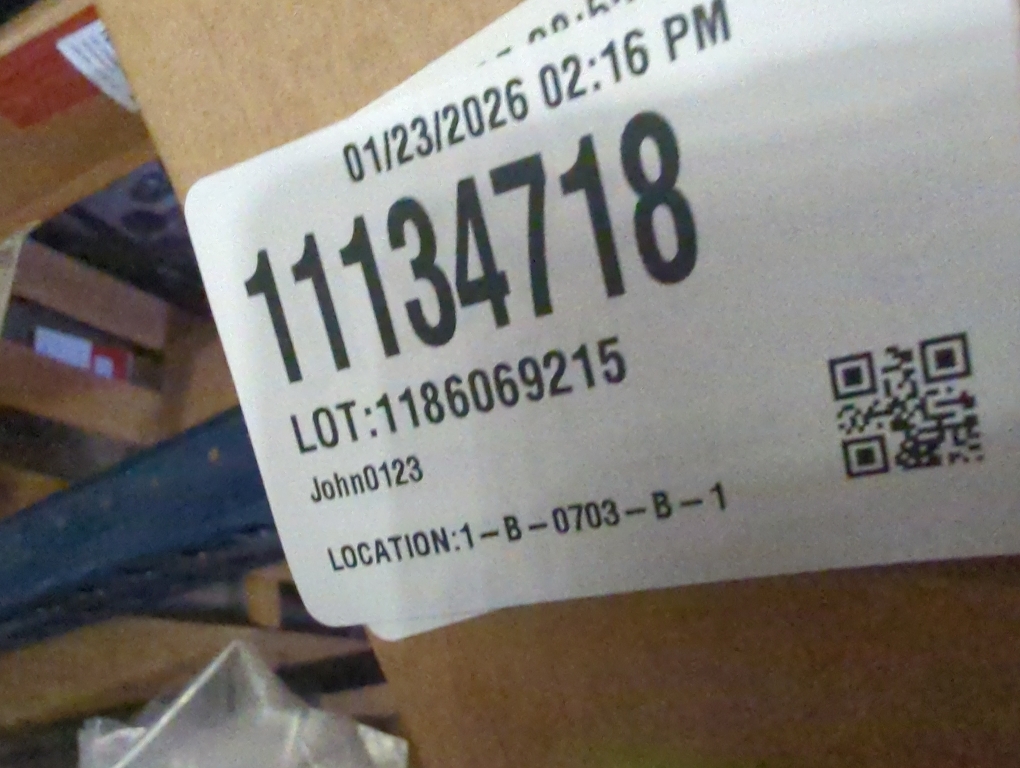 01/23/2026 02:16 PM
11134718
LOT:1186069215
John0123
LOCATION:1-B-0703-B-1